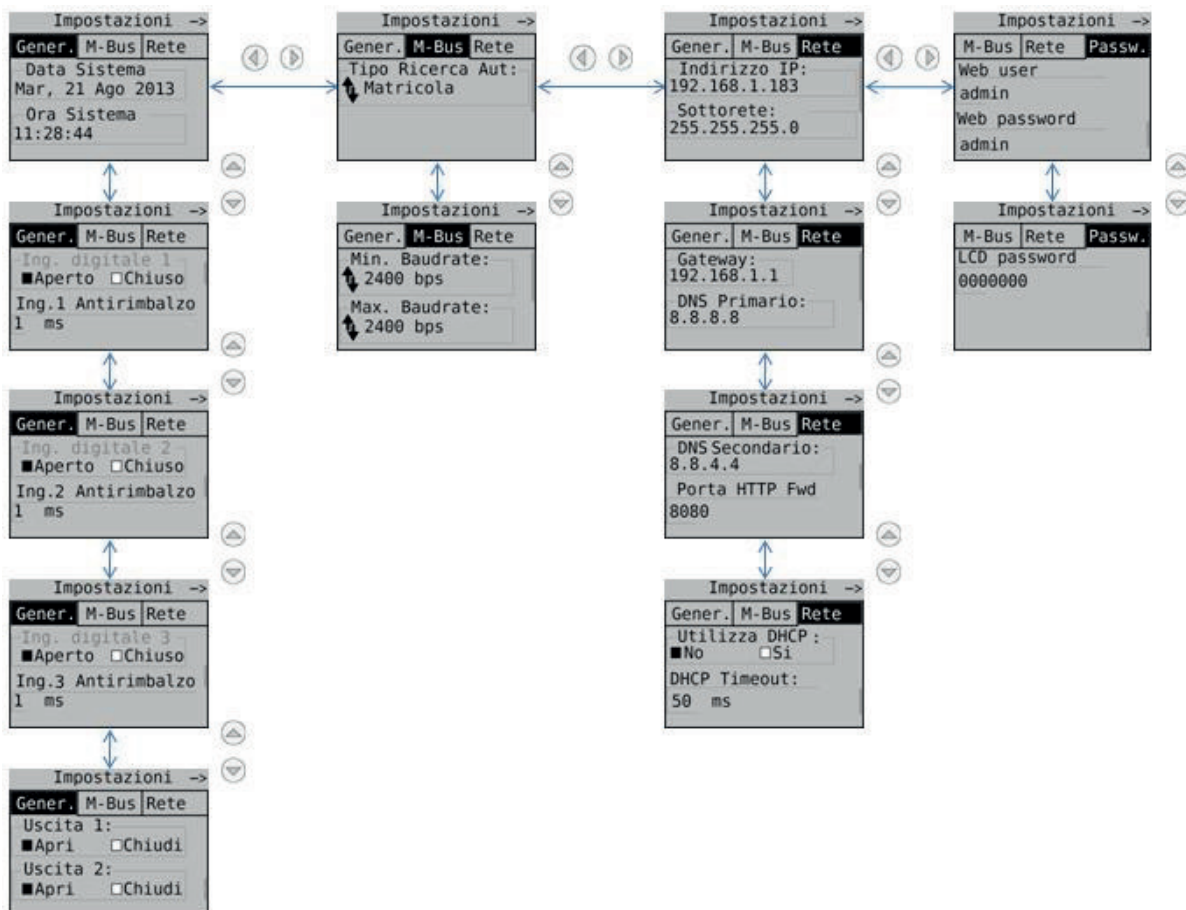 Impostazioni ->
Gener. M-Bus Rete
Data Sistema
Mar, 21 Ago 2013
Ora Sistema
11:28:44
Impostazioni ->
Gener. M-Bus Rete
Ing. digitale 1
Aperto Chiuso
Ing.1 Antirimbalzo
1 ms
Impostazioni ->
Gener. M-Bus Rete
Ing. digitale 2
Aperto Chiuso
Ing.2 Antirimbalzo
1 ms
Impostazioni ->
Gener. M-Bus Rete
Ing. digitale 3
Aperto Chiuso
Ing.3 Antirimbalzo
1 ms
Impostazioni ->
Gener. M-Bus Rete
Uscita 1:
Apri Chiudi
Uscita 2:
Apri Chiudi
Impostazioni ->
Gener. M-Bus Rete
Tipo Ricerca Aut:
Matricola
Impostazioni ->
Gener. M-Bus Rete
Min. Baudrate:
2400 bps
Max. Baudrate:
2400 bps
Impostazioni ->
Gener. M-Bus Rete
Indirizzo IP:
192.168.1.183
Sottorete:
255.255.255.0
Impostazioni ->
Gener. M-Bus Rete
Gateway:
192.168.1.1
DNS Primario:
8.8.8.8
Impostazioni ->
Gener. M-Bus Rete
DNS Secondario:
8.8.4.4
Porta HTTP Fwd
8080
Impostazioni ->
Gener. M-Bus Rete
Utilizza DHCP :
No Si
DHCP Timeout:
50 ms
Impostazioni ->
M-Bus Rete Passw.
Web user
admin
Web password
admin
Impostazioni ->
M-Bus Rete Passw.
LCD password
0000000